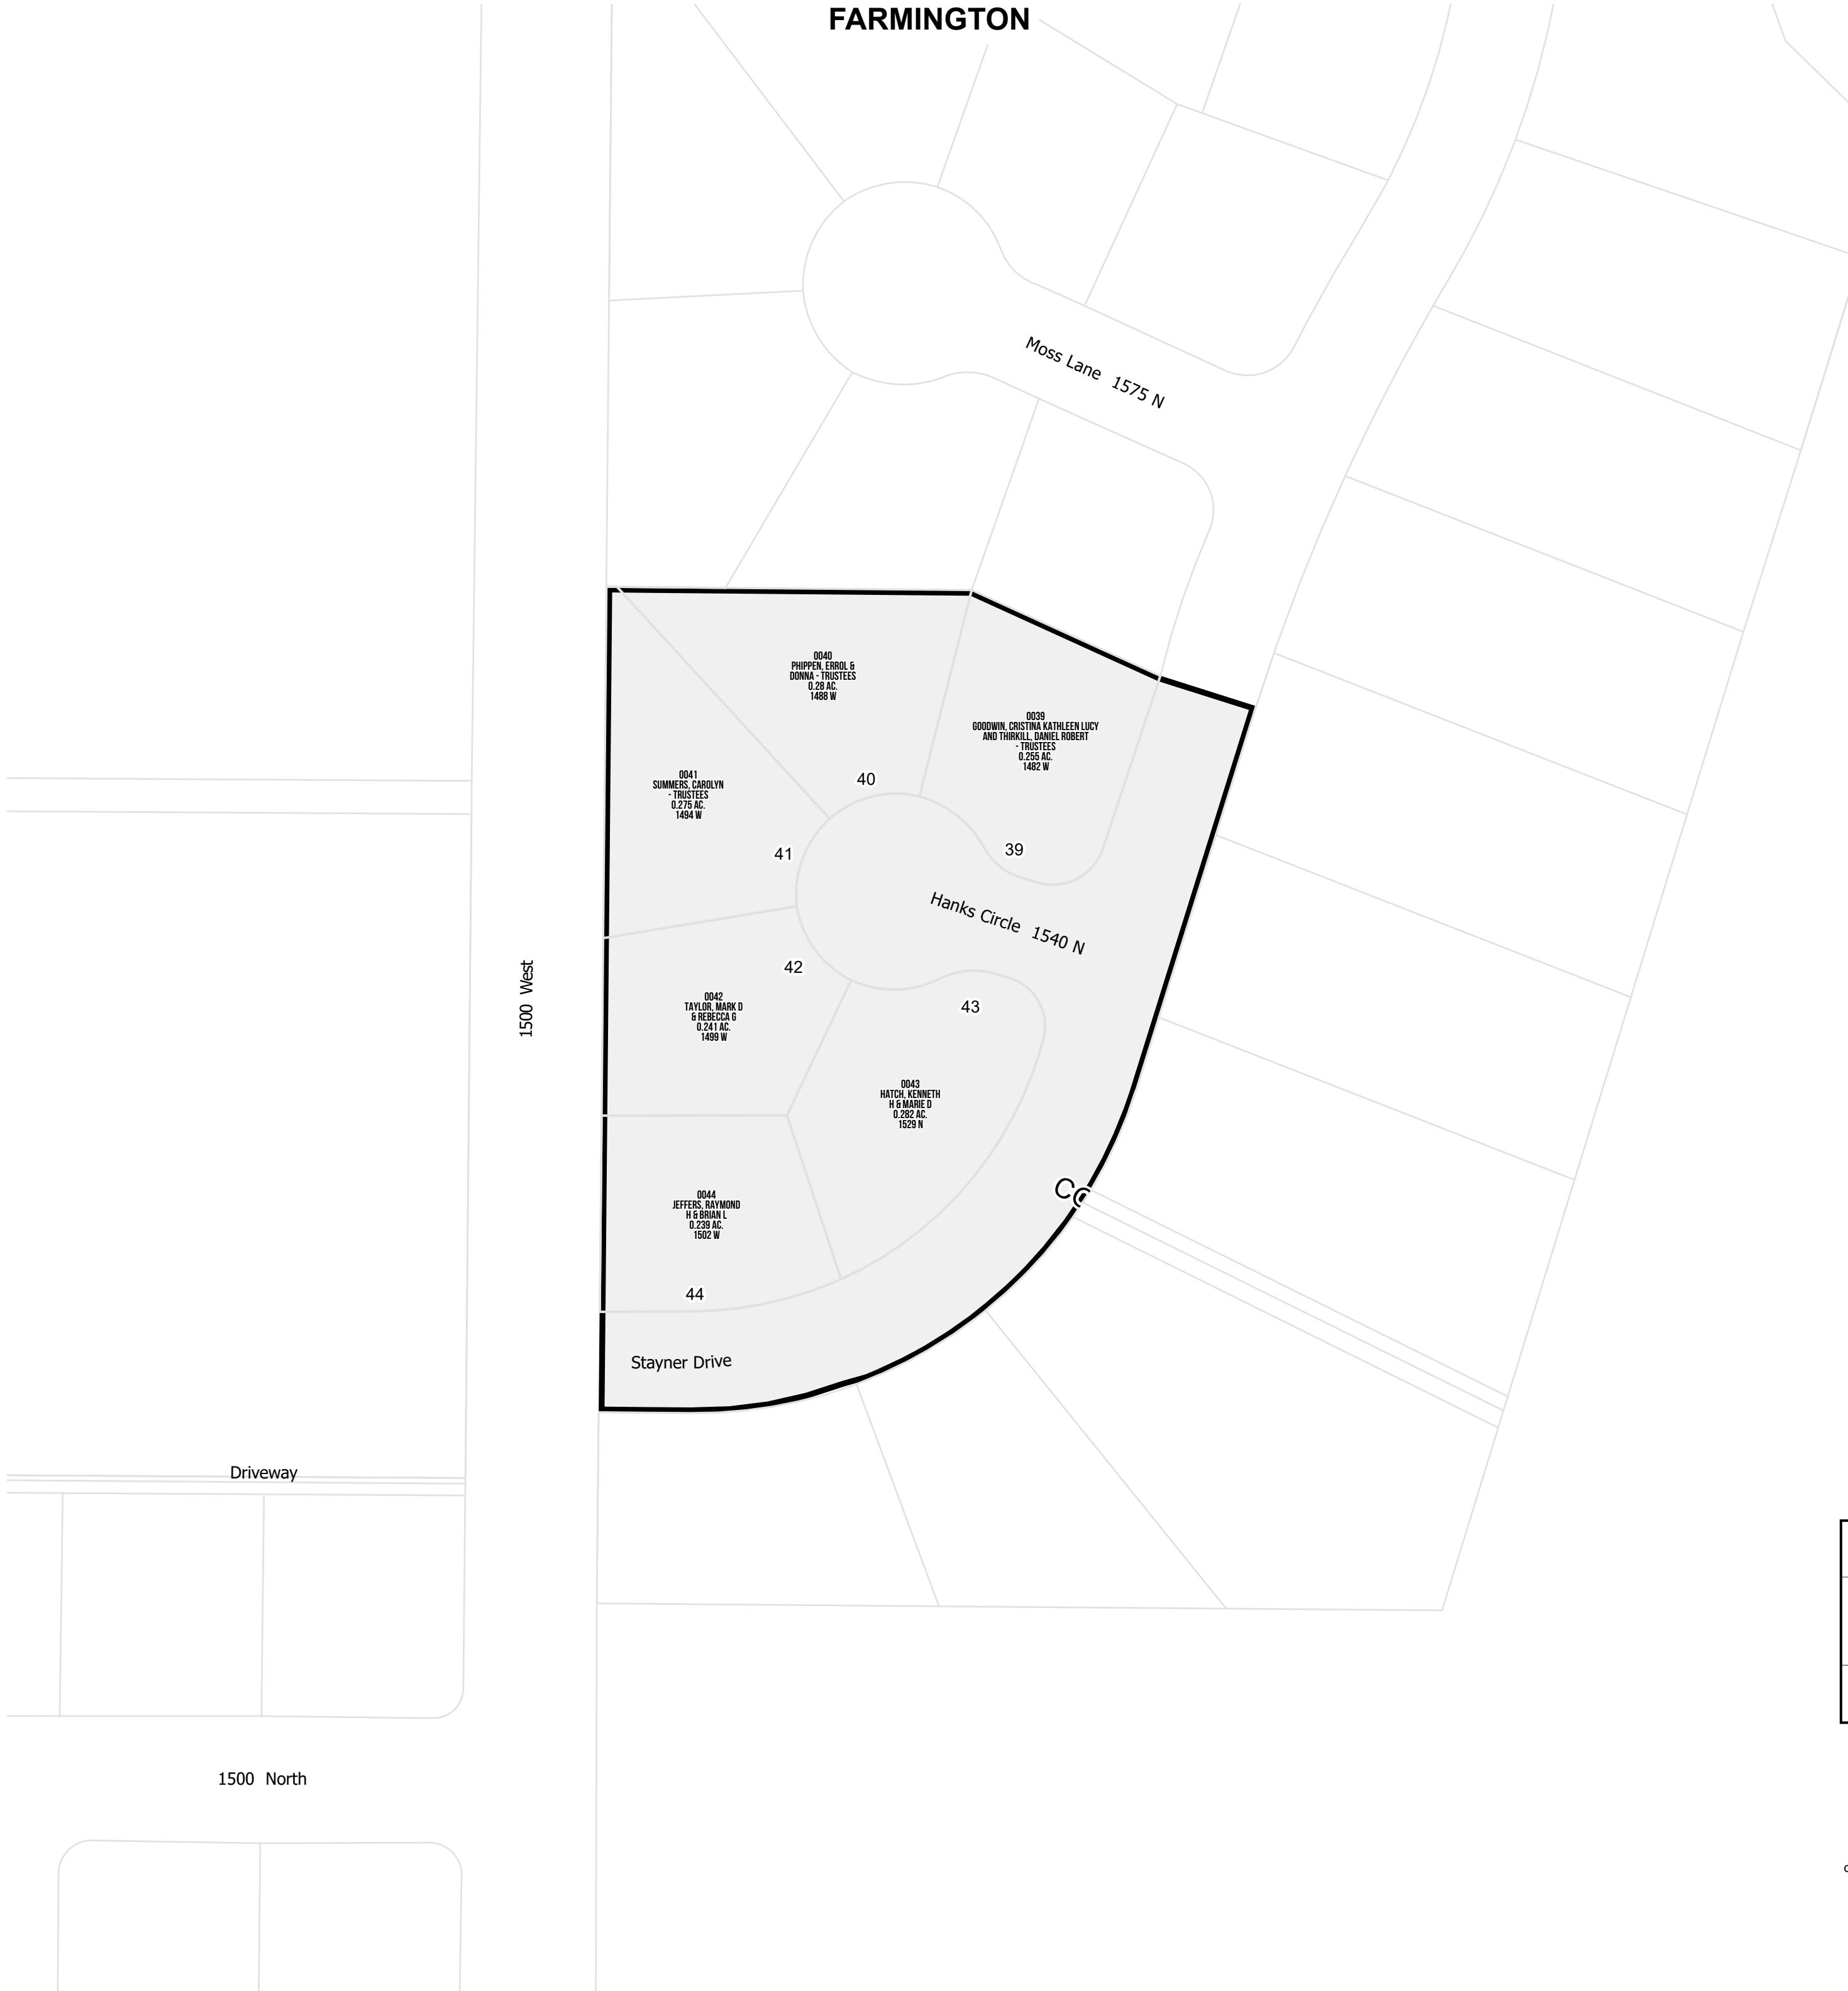 FARMINGTON
Moss Lane 1575 N
0040
PHIPPEN, ERROL &
DONNA - TRUSTEES
0.28 AC.
1488 W
0039
GOODWIN, CRISTINA KATHLEEN LUCY
AND THIRKILL, DANIEL ROBERT
- TRUSTEES
0.255 AC.
1482 W
0041
SUMMERS, CAROLYN
- TRUSTEES
0.275 AC.
1494 W
40
41
39
Hanks Circle 1540 N
42
43
1500 West
0042
TAYLOR, MARK D
& REBECCA G
0.241 AC.
1499 W
0043
HATCH, KENNETH
H & MARIE D
0.282 AC.
1529 N
0044
JEFFERS, RAYMOND
H & BRIAN L
0.239 AC.
1502 W
44
Stayner Drive
Driveway
1500 North